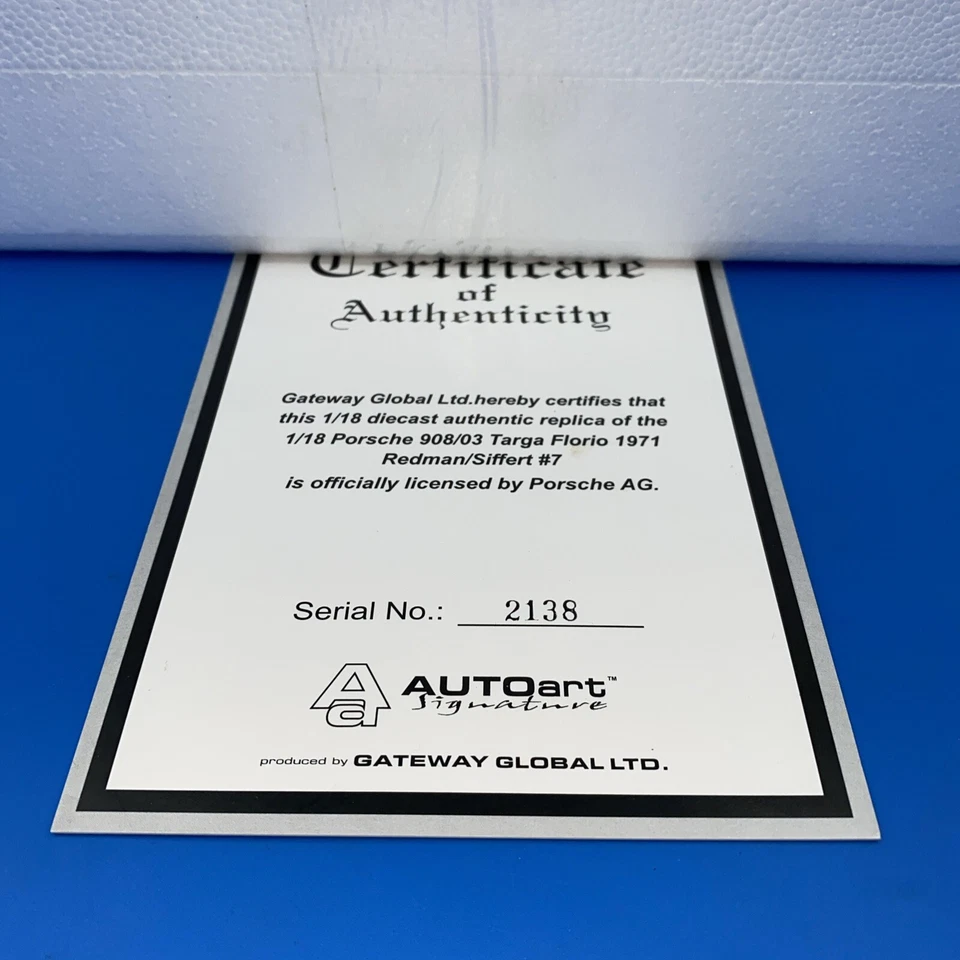 Certificate
of
Authenticity
Gateway Global Ltd.hereby certifies that
this 1/18 diecast authentic replica of the
1/18 Porsche 908/03 Targa Florio 1971
Redman/Siffert #7
is officially licensed by Porsche AG.
Serial No.: 2138
AUTOart™
Signature
produced by GATEWAY GLOBAL LTD.